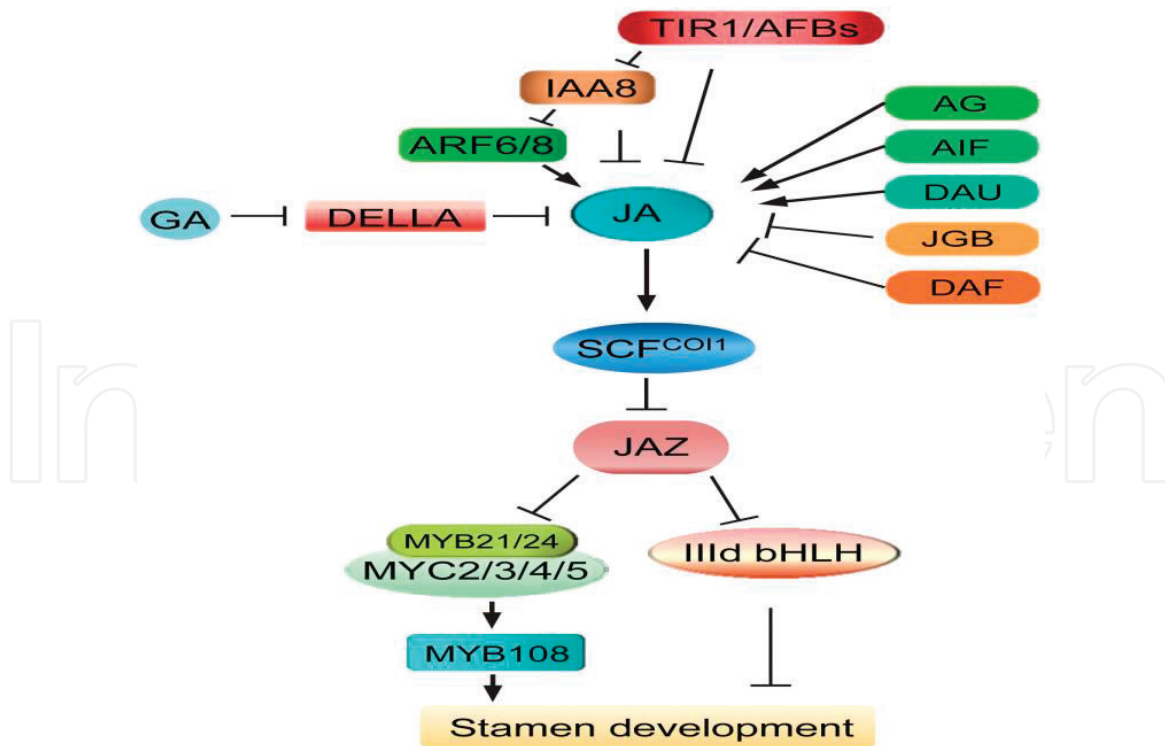 TIR1/AFBs
IAA8
AG
ARF6/8
AIF
DAU
GA
DELLA
JA
JGB
DAF
SCFCOI1
JAZ
MYB21/24
IIId bHLH
MYC2/3/4/5
MYB108
Stamen development